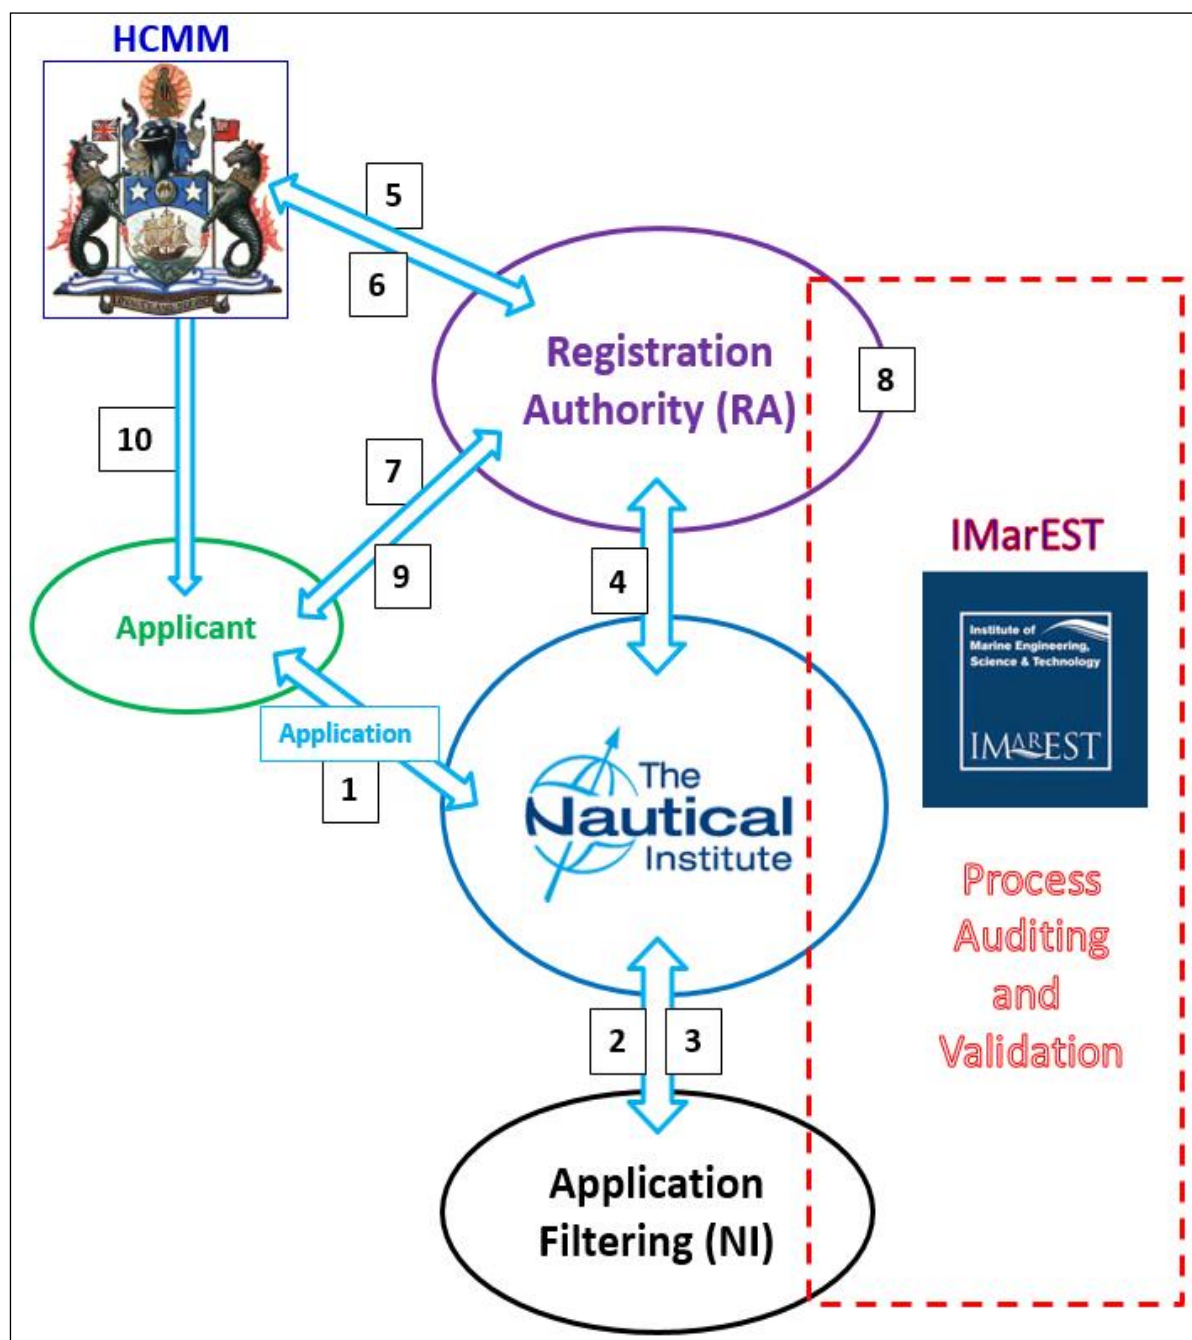 HCMM
5
6
Registration
Authority (RA)
8
10
7
9
4
IMarEST
Institute of
Marine Engineering,
Science & Technology
IMarEST
Applicant
Application
1
The
Nautical
Institute
Process
Auditing
and
Validation
2
3
Application
Filtering (NI)